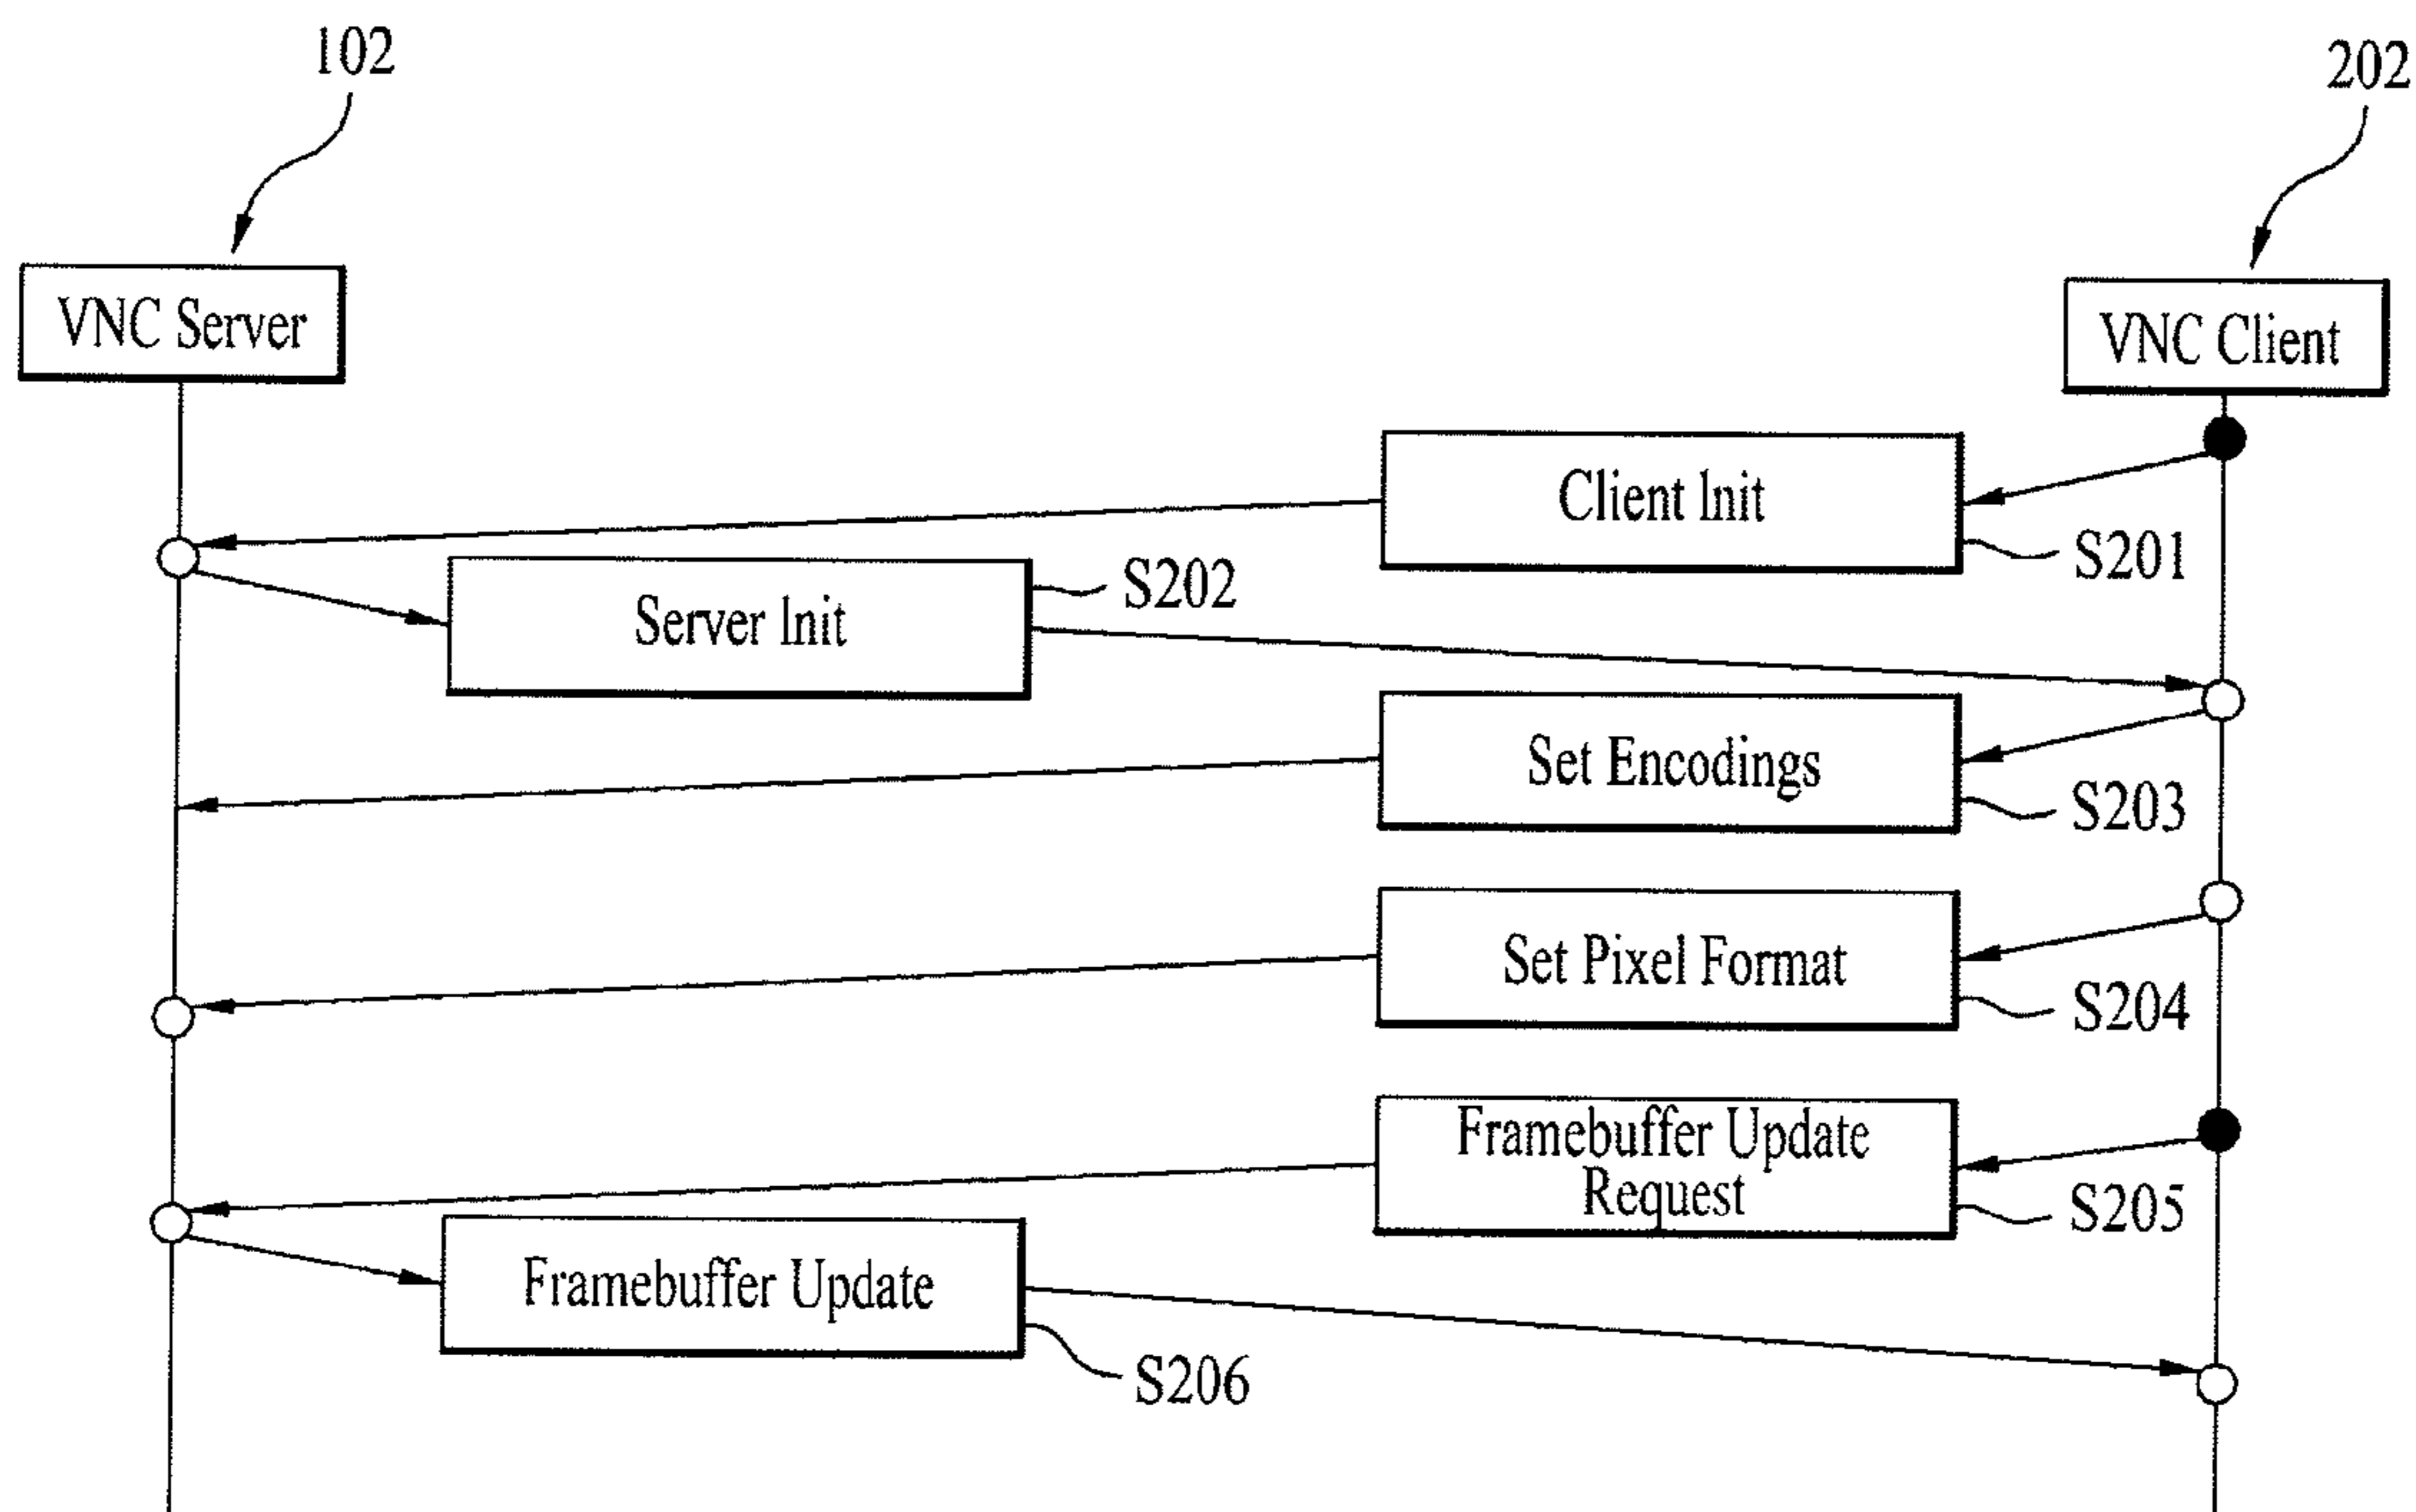 102
202
VNC Server
VNC Client
Client Init
S201
S202
Server Init
Set Encodings
S203
Set Pixel Format
S204
Framebuffer Update
Request
S205
Framebuffer Update
S206